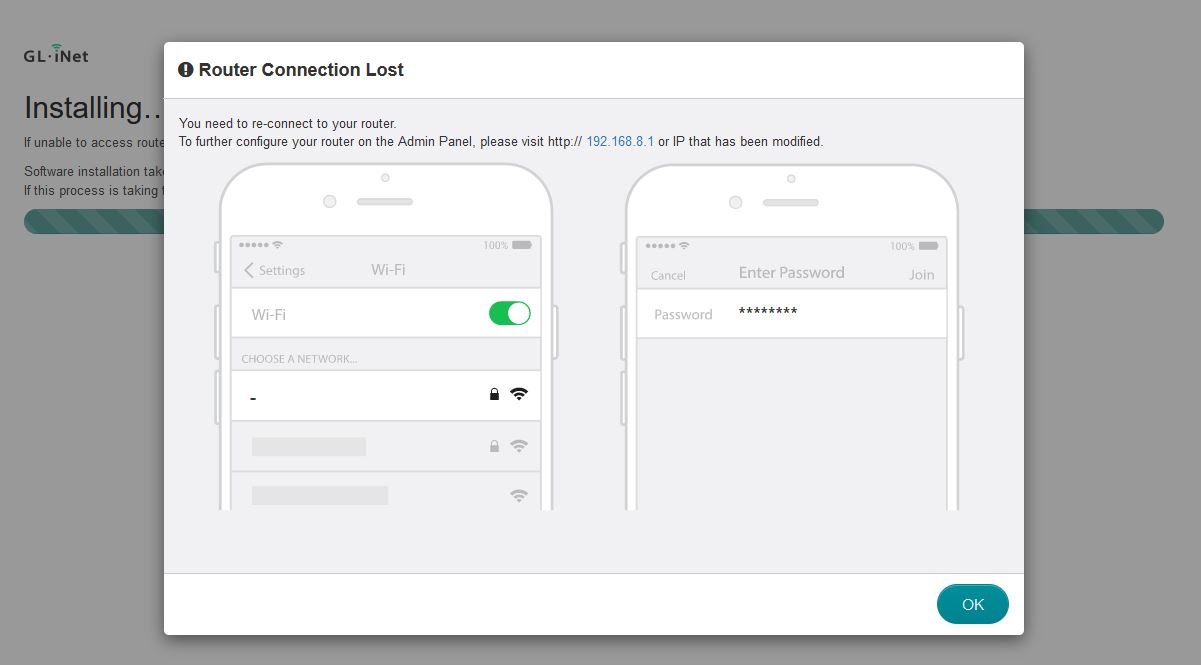 GL·iNet
Router Connection Lost
Installing...
If unable to access route
Software installation tak
If this process is taking
You need to re-connect to your router.
To further configure your router on the Admin Panel, please visit http:// 192.168.8.1 or IP that has been modified.
100%
Settings
Wi-Fi
Wi-Fi
CHOOSE A NETWORK...
-
100%
Cancel
Enter Password
Join
Password
********
OK